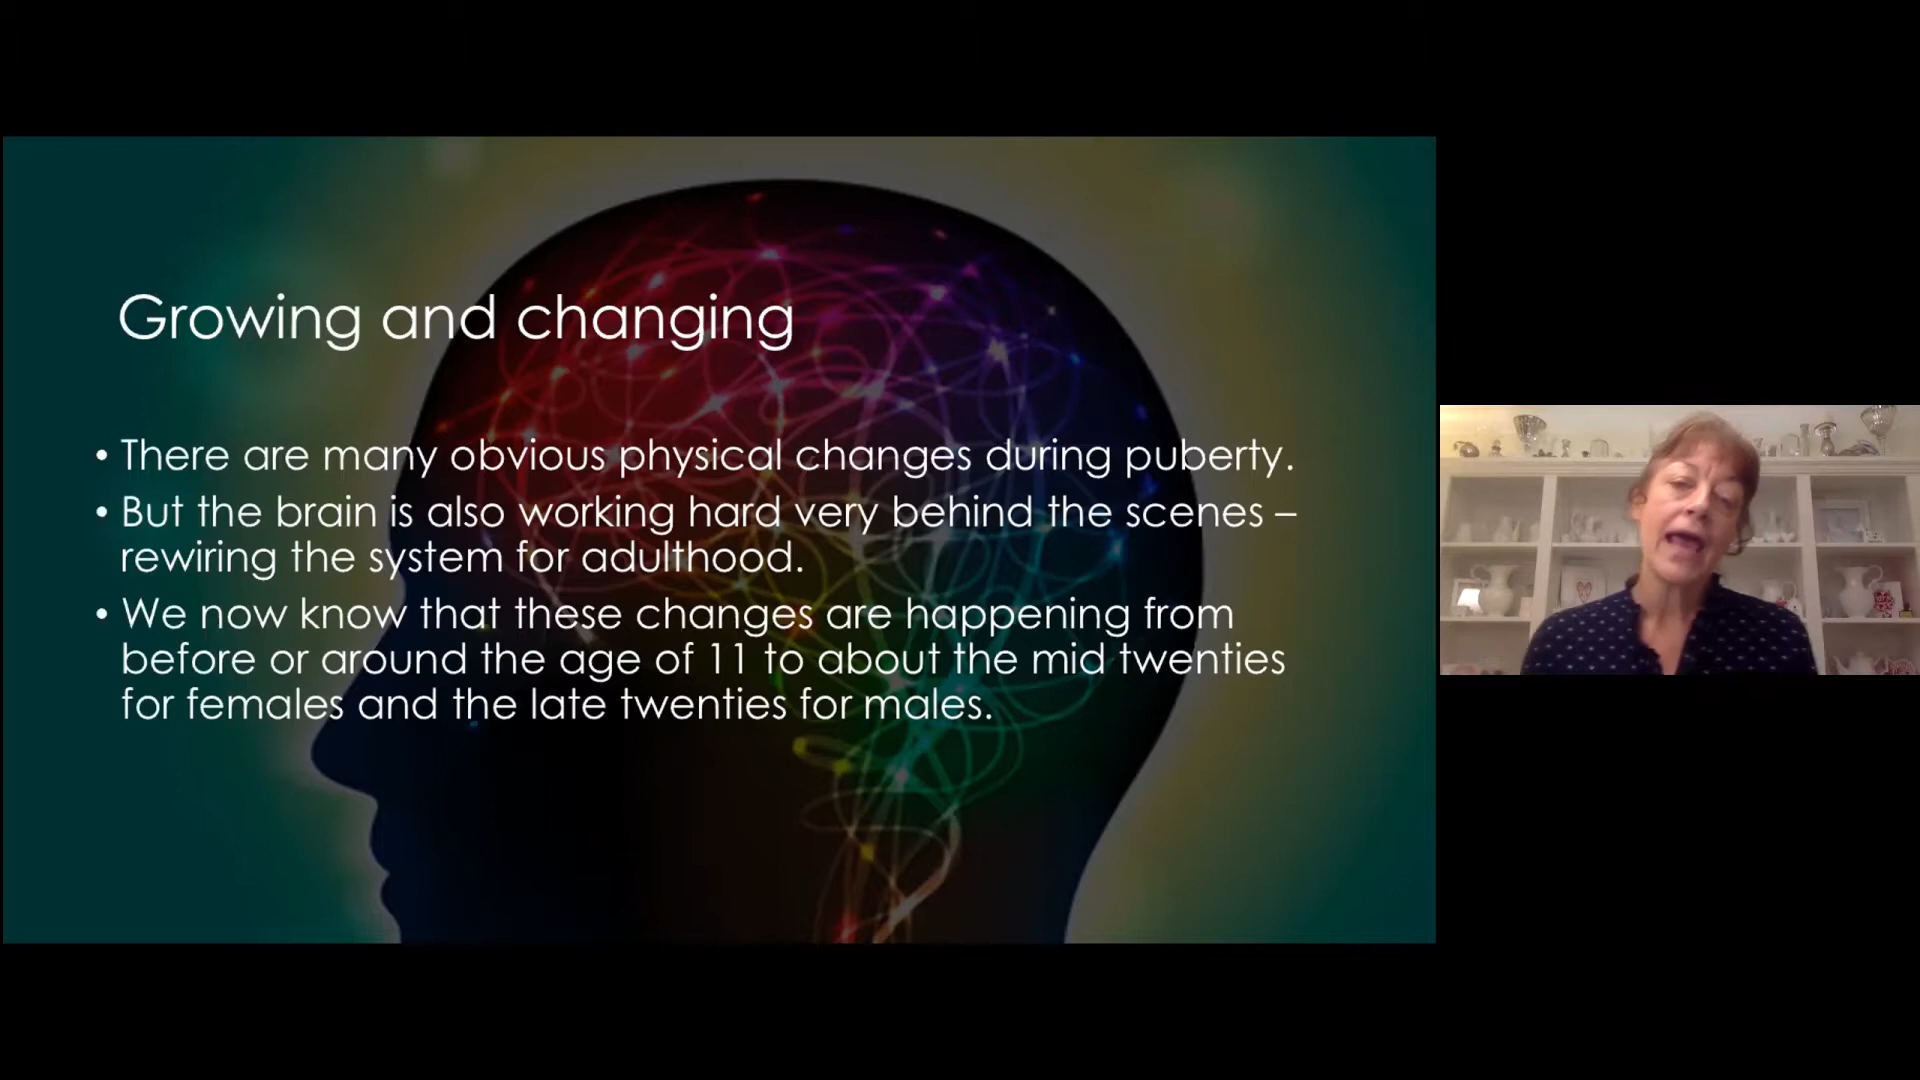 Growing and changing
• There are many obvious physical changes during puberty.
• But the brain is also working hard very behind the scenes –
rewiring the system for adulthood.
• We now know that these changes are happening from
before or around the age of 11 to about the mid twenties
for females and the late twenties for males.